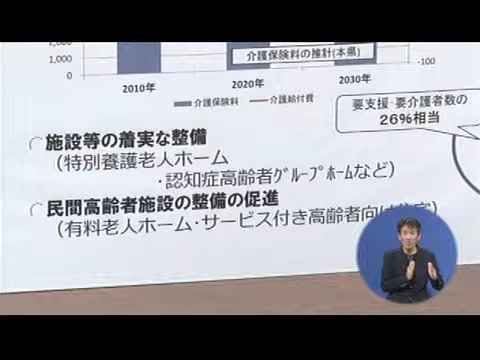 1,000
0
-100
介護保険料の推計(本県)
2010年 2020年 2030年
介護保険料 介護給付費
要支援・要介護者数の
26%相当
施設等の着実な整備
(特別養護老人ホーム
・認知症高齢者ｸﾞﾙｰﾌﾟﾎｰﾑなど)
民間高齢者施設の整備の促進
(有料老人ホーム・サービス付き高齢者向け